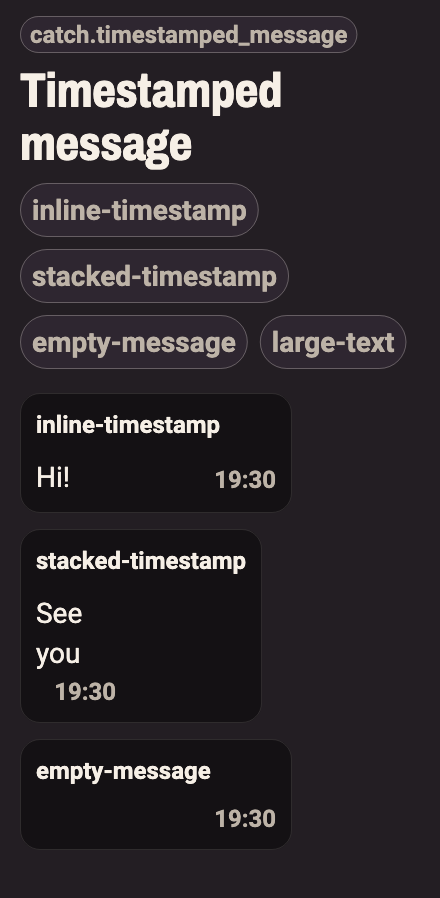 catch.timestamped_message
Timestamped
message
inline-timestamp
stacked-timestamp
empty-message large-text
inline-timestamp
Hi! 19:30
stacked-timestamp
See
you
19:30
empty-message
19:30